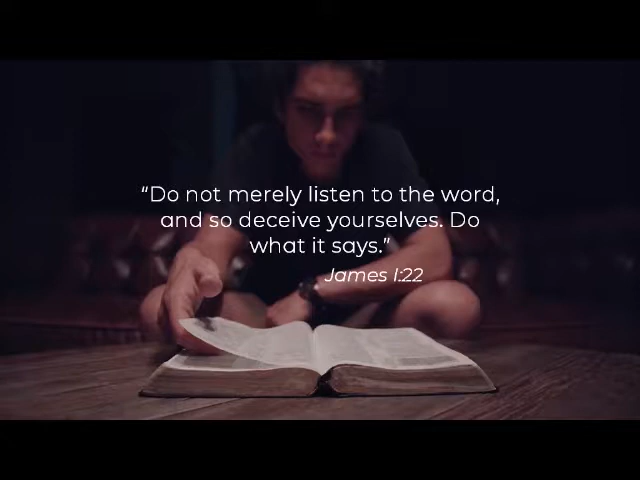 “Do not merely listen to the word,
and so deceive yourselves. Do
what it says.”
James 1:22